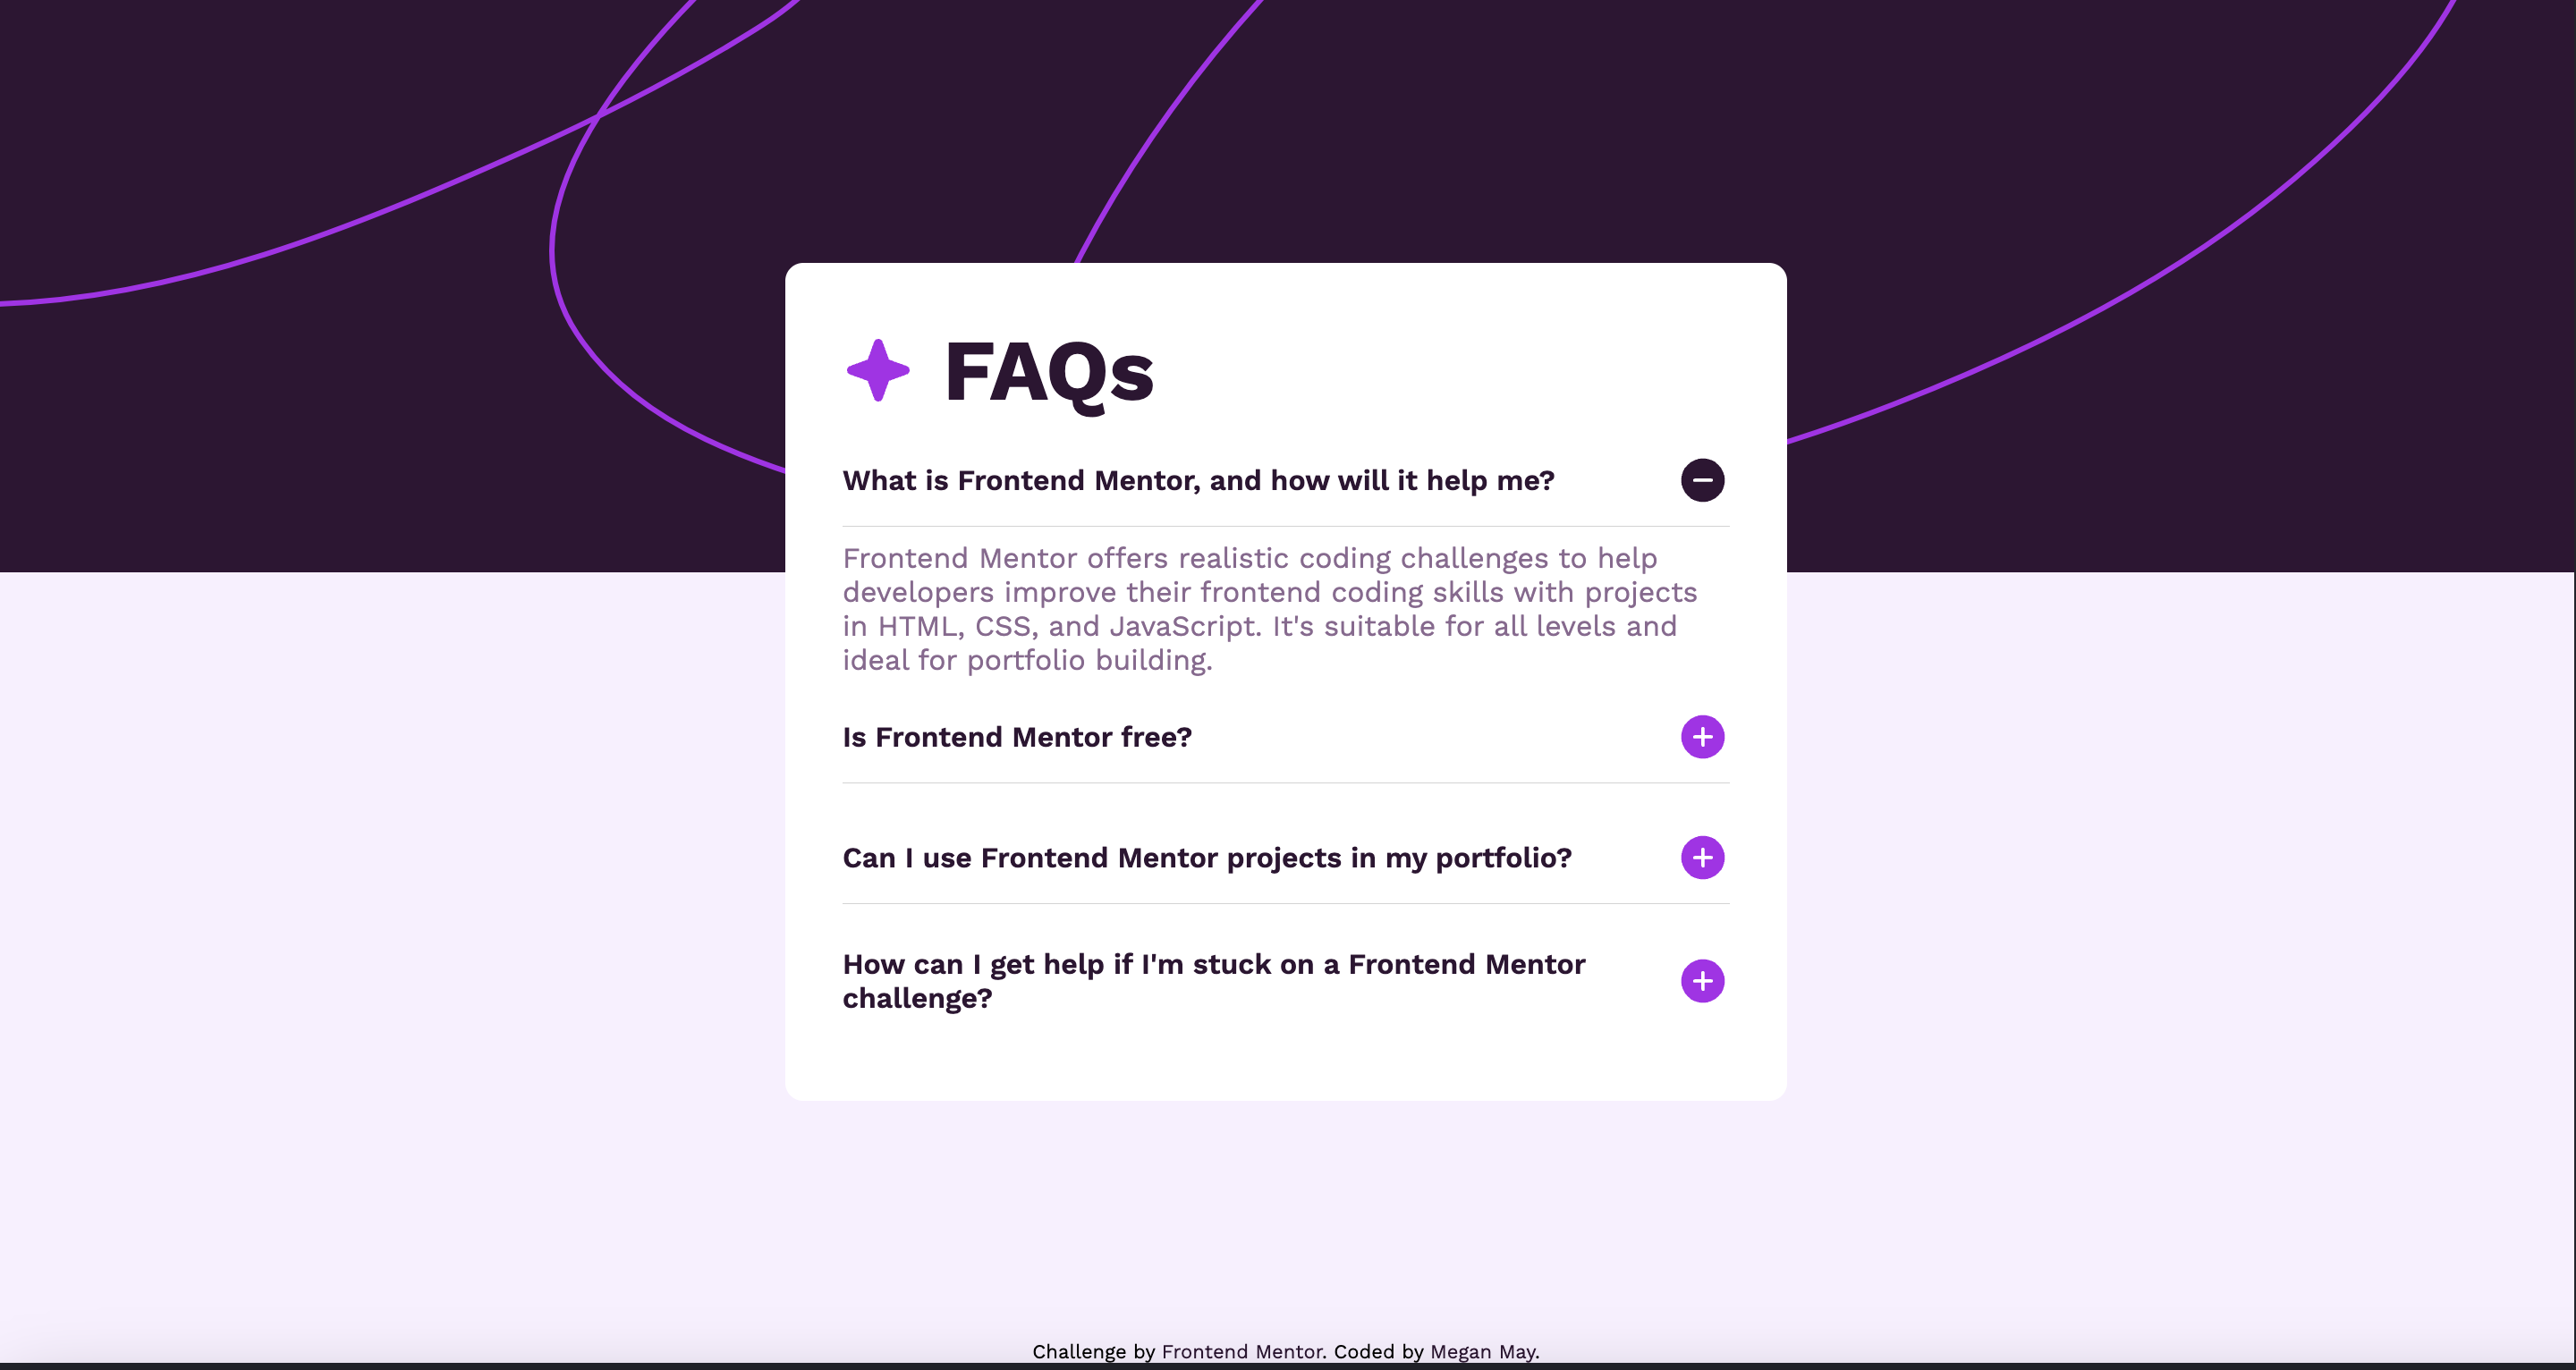 FAQs
What is Frontend Mentor, and how will it help me?
Frontend Mentor offers realistic coding challenges to help
developers improve their frontend coding skills with projects
in HTML, CSS, and JavaScript. It's suitable for all levels and
ideal for portfolio building.
Is Frontend Mentor free?
Can I use Frontend Mentor projects in my portfolio?
How can I get help if I'm stuck on a Frontend Mentor
challenge?
Challenge by Frontend Mentor. Coded by Megan May.